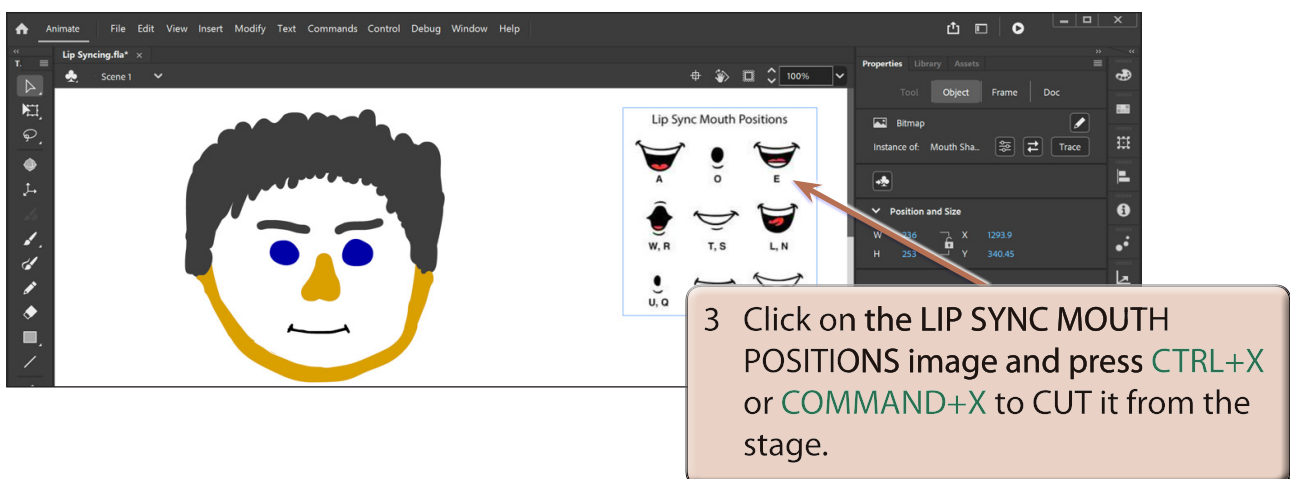 Animate File Edit View Insert Modify Text Commands Control Debug Window Help
Lip Syncing.fla* ×
T.
Scene 1
100%
Properties Library Assets
Tool Object Frame Doc
Bitmap
Instance of: Mouth Sha... Trace
Position and Size
W 336 X 1293.9
H 253 Y 340.45
Lip Sync Mouth Positions
A O E
W, R T, S L, N
U, Q
3 Click on the LIP SYNC MOUTH
POSITIONS image and press CTRL+X
or COMMAND+X to CUT it from the
stage.